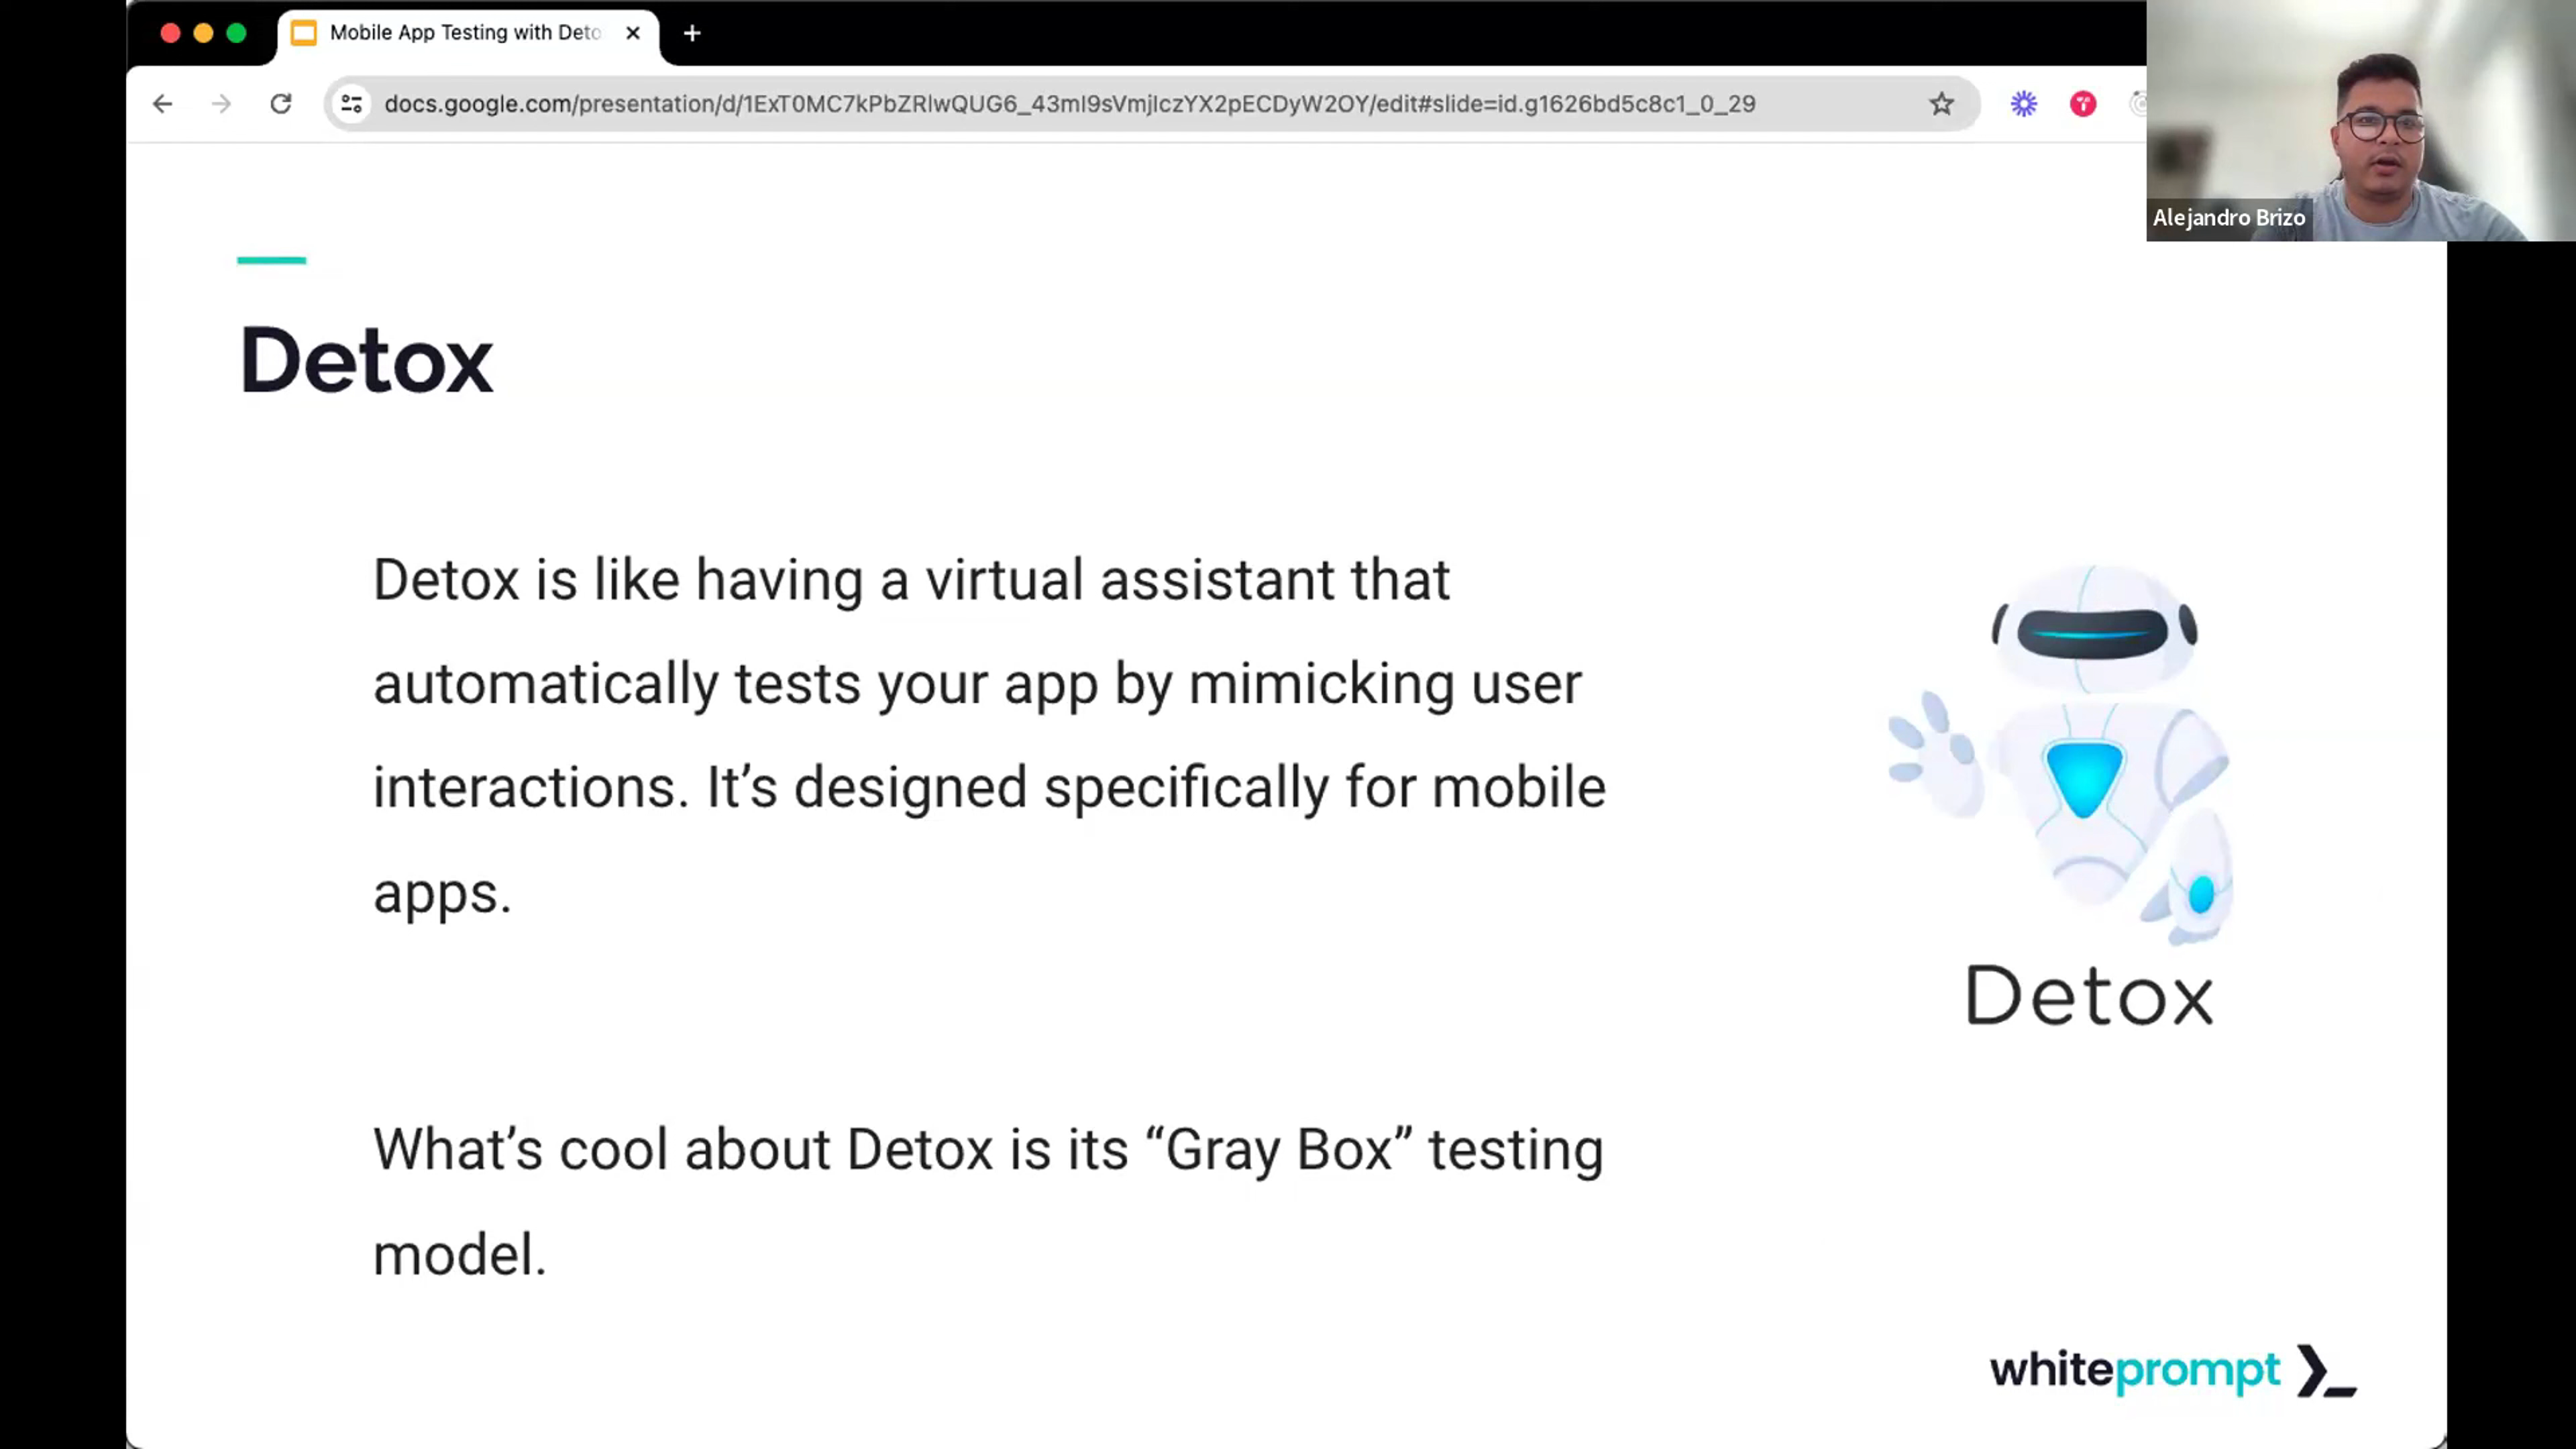 Mobile App Testing with Deto
docs.google.com/presentation/d/1ExT0MC7kPbZRlwQUG6_43mI9sVmjIczYX2pECDyW2OY/edit#slide=id.g1626bd5c8c1_0_29
Alejandro Brizo
Detox
Detox is like having a virtual assistant that
automatically tests your app by mimicking user
interactions. It’s designed specifically for mobile
apps.
Detox
What’s cool about Detox is its “Gray Box” testing
model.
whiteprompt